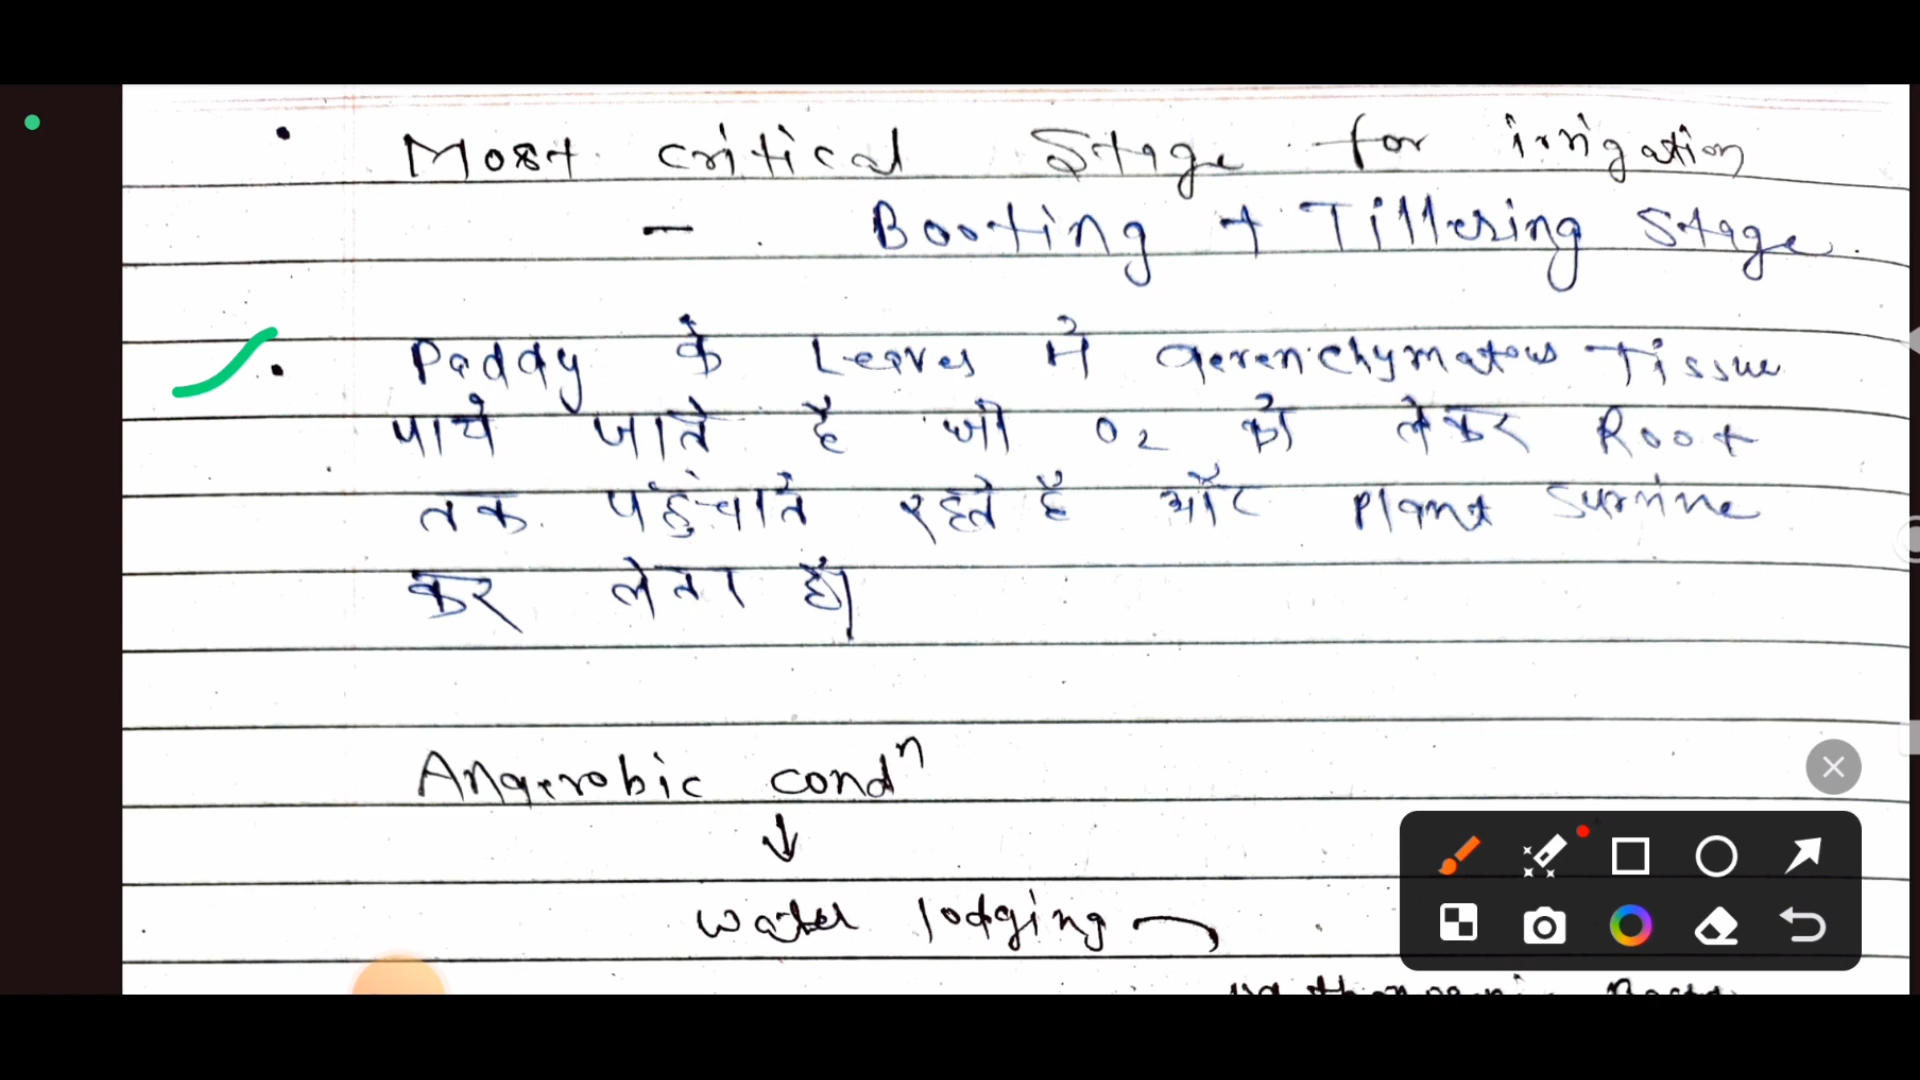 Most critical Stage for irrigation
- Booting + Tillering Stage.
Paddy के Leaves में aerenchymatous Tissue
पाये जाते है जो O2 को लेकर Root
तक पहुंचाते रहते है और Plant survive
कर लेता है।
Anaerobic condn
↓
water lodging